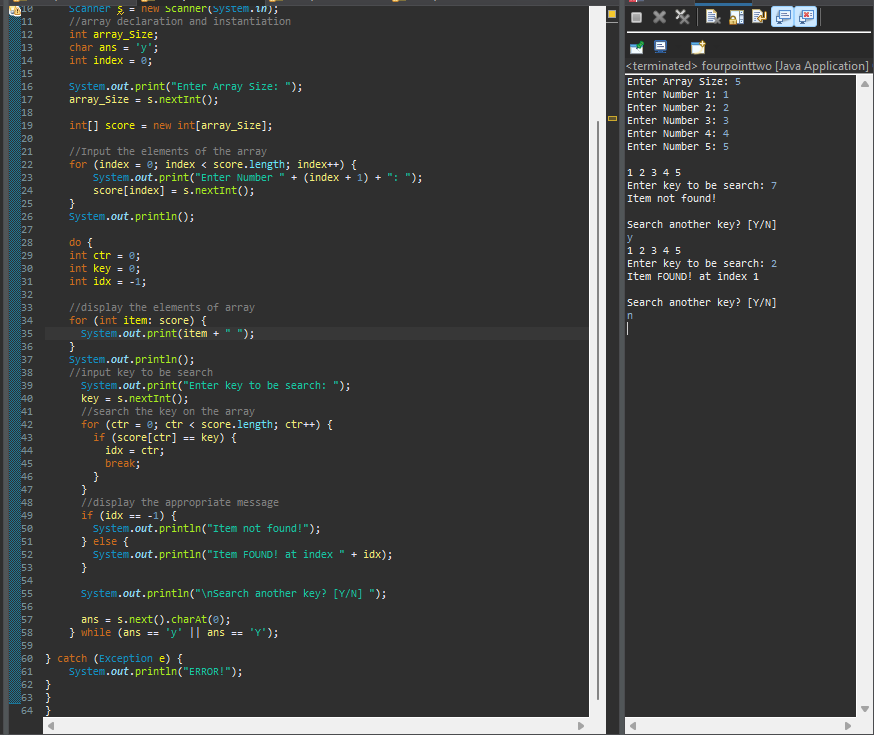 10 Scanner s = new Scanner(System.in);
11 //array declaration and instantiation
12 int array_Size;
13 char ans = 'y';
14 int index = 0;
15
16 System.out.print("Enter Array Size: ");
17 array_Size = s.nextInt();
18
19 int[] score = new int[array_Size];
20
21 //Input the elements of the array
22 for (index = 0; index < score.length; index++) {
23 System.out.print("Enter Number " + (index + 1) + ": ");
24 score[index] = s.nextInt();
25 }
26 System.out.println();
27
28 do {
29 int ctr = 0;
30 int key = 0;
31 int idx = -1;
32
33 //display the elements of array
34 for (int item: score) {
35 System.out.print(item + " ");
36 }
37 System.out.println();
38 //input key to be search
39 System.out.print("Enter key to be search: ");
40 key = s.nextInt();
41 //search the key on the array
42 for (ctr = 0; ctr < score.length; ctr++) {
43 if (score[ctr] == key) {
44 idx = ctr;
45 break;
46 }
47 }
48 //display the appropriate message
49 if (idx == -1) {
50 System.out.println("Item not found!");
51 } else {
52 System.out.println("Item FOUND! at index " + idx);
53 }
54
55 System.out.println("\nSearch another key? [Y/N] ");
56
57 ans = s.next().charAt(0);
58 } while (ans == 'y' || ans == 'Y');
59
60 } catch (Exception e) {
61 System.out.println("ERROR!");
62 }
63 }
64 }
<terminated> fourpointtwo [Java Application]
Enter Array Size: 5
Enter Number 1: 1
Enter Number 2: 2
Enter Number 3: 3
Enter Number 4: 4
Enter Number 5: 5
1 2 3 4 5
Enter key to be search: 7
Item not found!
Search another key? [Y/N]
y
1 2 3 4 5
Enter key to be search: 2
Item FOUND! at index 1
Search another key? [Y/N]
n